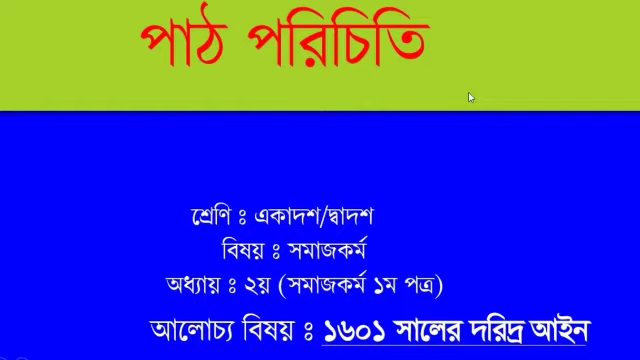 পাঠ পরিচিতি
শ্রেণি ঃ একাদশ/দ্বাদশ
বিষয় ঃ সমাজকর্ম
অধ্যায় ঃ ২য় (সমাজকর্ম ১ম পত্র)
আলোচ্য বিষয় ঃ ১৬০১ সালের দরিদ্র আইন